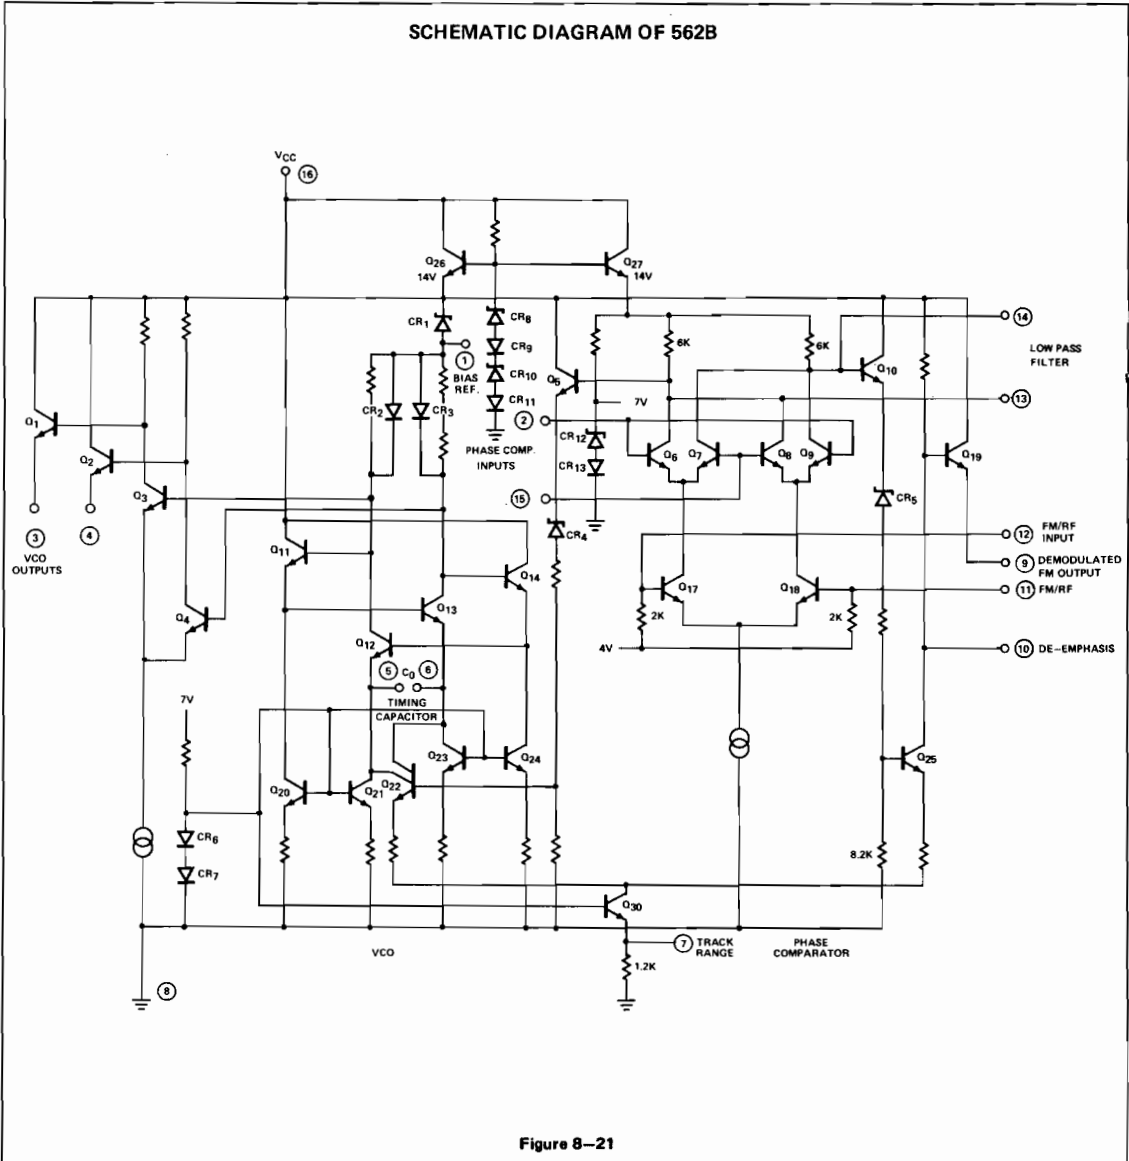 SCHEMATIC DIAGRAM OF 562B
VCC
16
Q26
14V
Q27
14V
CR1
CR8
CR9
CR10
CR11
1
BIAS
REF.
CR2
CR3
6K
6K
14
LOW PASS
FILTER
13
Q10
Q5
7V
2
PHASE COMP.
INPUTS
CR12
CR13
Q6
Q7
Q8
Q9
Q19
Q1
Q2
Q3
15
CR4
CR5
3
4
VCO
OUTPUTS
12
FM/RF
INPUT
9
DEMODULATED
FM OUTPUT
11
FM/RF
Q11
Q14
Q13
Q4
Q12
Q17
Q18
2K
2K
4V
10
DE-EMPHASIS
5
C0
6
TIMING
CAPACITOR
7V
Q23
Q24
Q20
Q21
Q22
Q25
CR6
CR7
8.2K
Q30
VCO
7
TRACK
RANGE
PHASE
COMPARATOR
1.2K
8
Figure 8-21